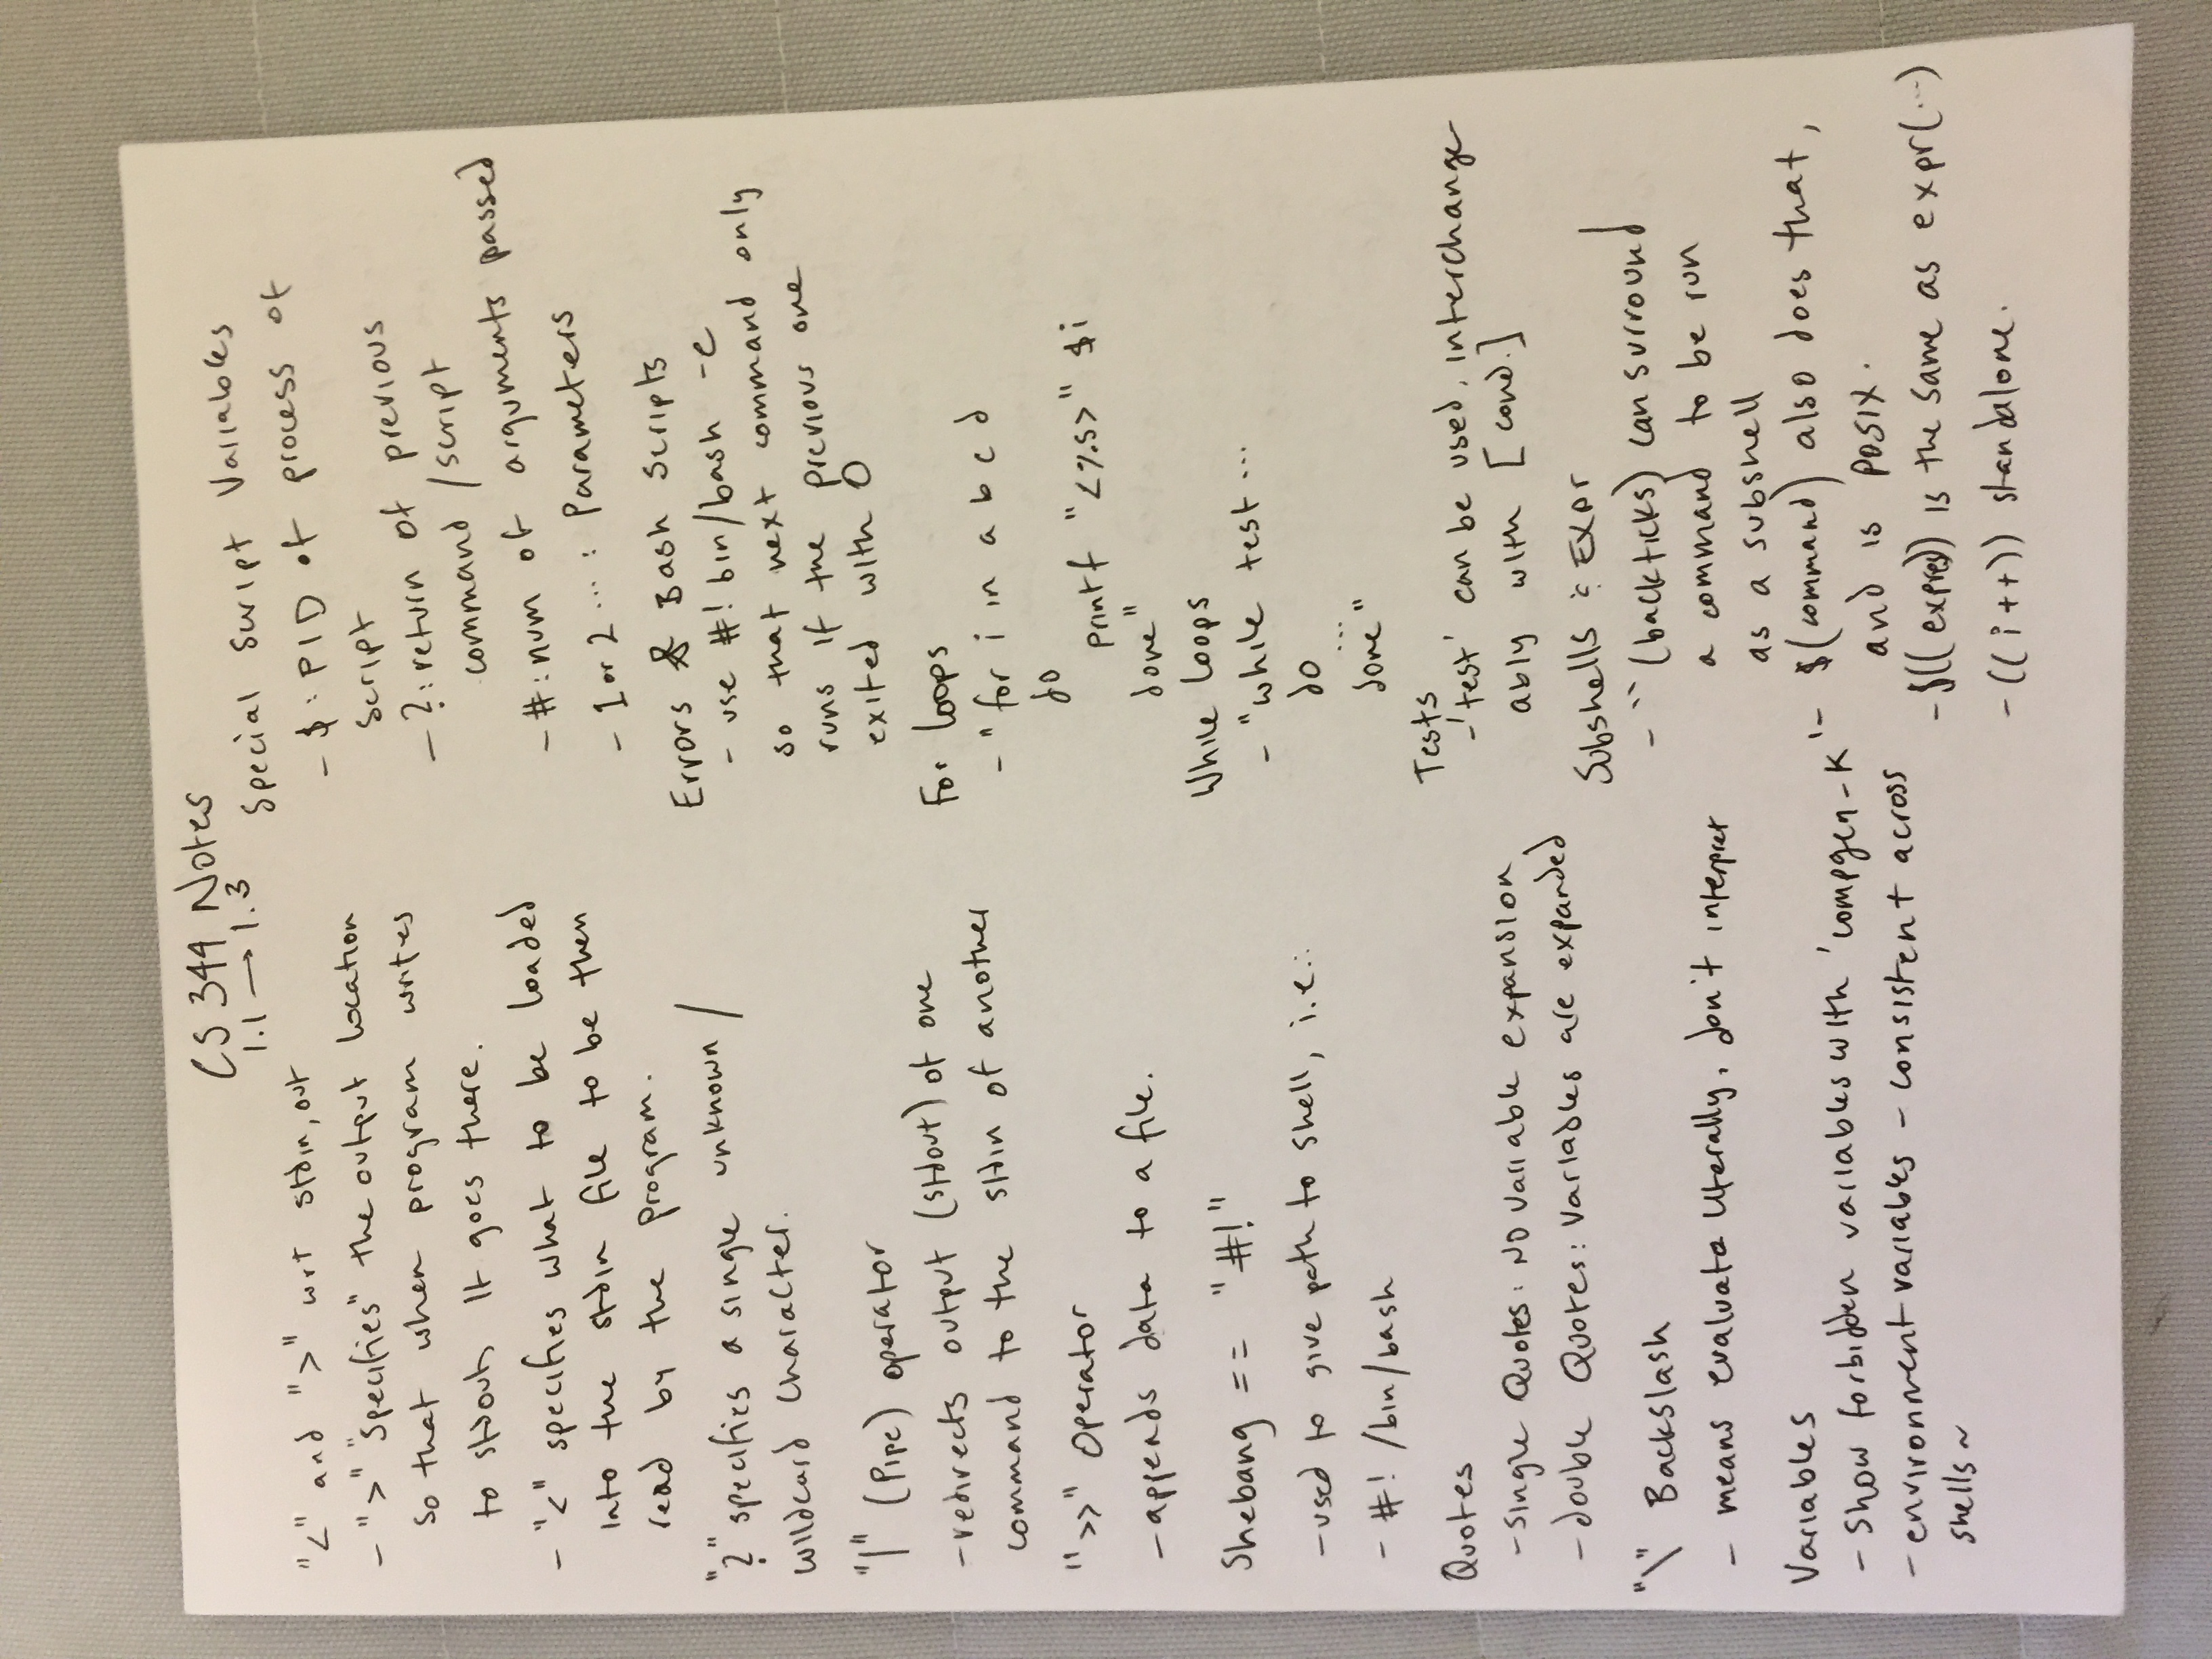 CS 344 Notes
1.1 → 1.3
"<" and ">" wrt stdin, out
- ">" "specifies" the output location
so that when program writes
to stdout, it goes there.
- "<" specifies what to be loaded
into the stdin file to be then
read by the program.
"?" specifies a single unknown /
wildcard character.
"|" (Pipe) operator
- redirects output (stdout) of one
command to the stdin of another
">>" Operator
- appends data to a file.
Shebang == "#!"
- used to give path to shell, i.e.:
- #! /bin/bash
Quotes
- single Quotes: NO variable expansion
- double Quotes: Variables are expanded
"\" Backslash
- means evaluate literally, don't interpret
Variables
- Show forbidden variables with 'compgen -k'
- environment variables - consistent across
shells ~
Special Script Variables
- $: PID of process of
script
- ?: return of previous
command / script
- #: num of arguments passed
- 1 or 2 ... : Parameters
Errors & Bash Scripts
- use #! bin/bash -e
so that next command only
runs if the previous one
exited with 0
For loops
- "for i in a b c d
do
printf "<%s>" $i
done"
While loops
- "while test ...
do
...
done"
Tests
- 'test' can be used, interchange
ably with [cond.]
Subshells & Expr
- `` (backticks) can surround
a command to be run
as a subshell
- $(command) also does that,
and is POSIX.
- $((expres)) is the same as expr(...)
- ((i++)) standalone.